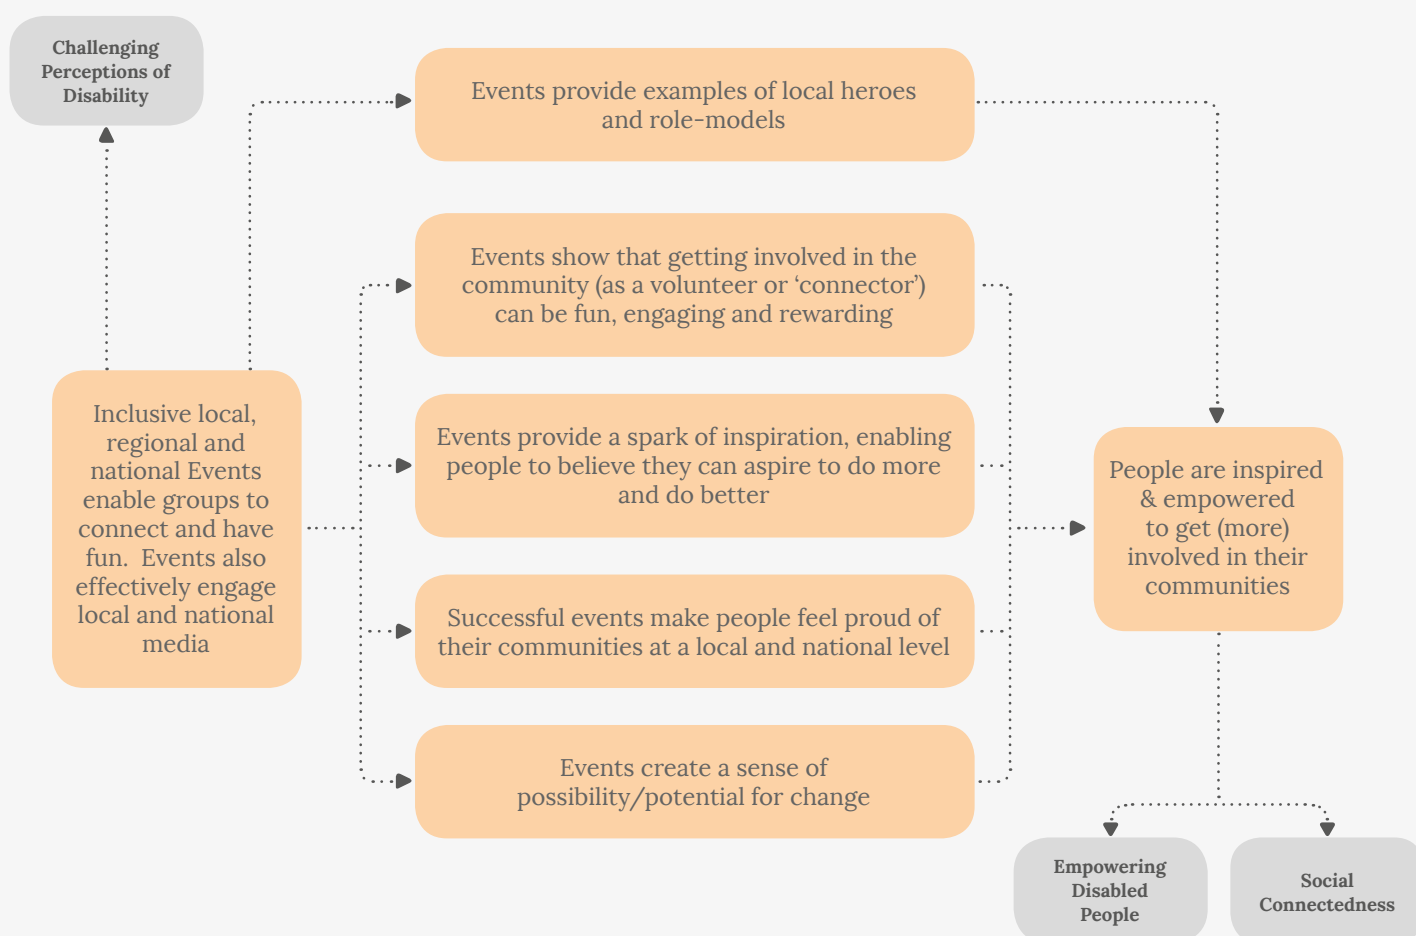 Challenging
Perceptions of
Disability
Events provide examples of local heroes
and role-models
Events show that getting involved in the
community (as a volunteer or ‘connector’)
can be fun, engaging and rewarding
Inclusive local,
regional and
national Events
enable groups to
connect and have
fun.  Events also
effectively engage
local and national
media
Events provide a spark of inspiration, enabling
people to believe they can aspire to do more
and do better
Successful events make people feel proud of
their communities at a local and national level
Events create a sense of
possibility/potential for change
People are inspired
& empowered
to get (more)
involved in their
communities
Empowering
Disabled
People
Social
Connectedness